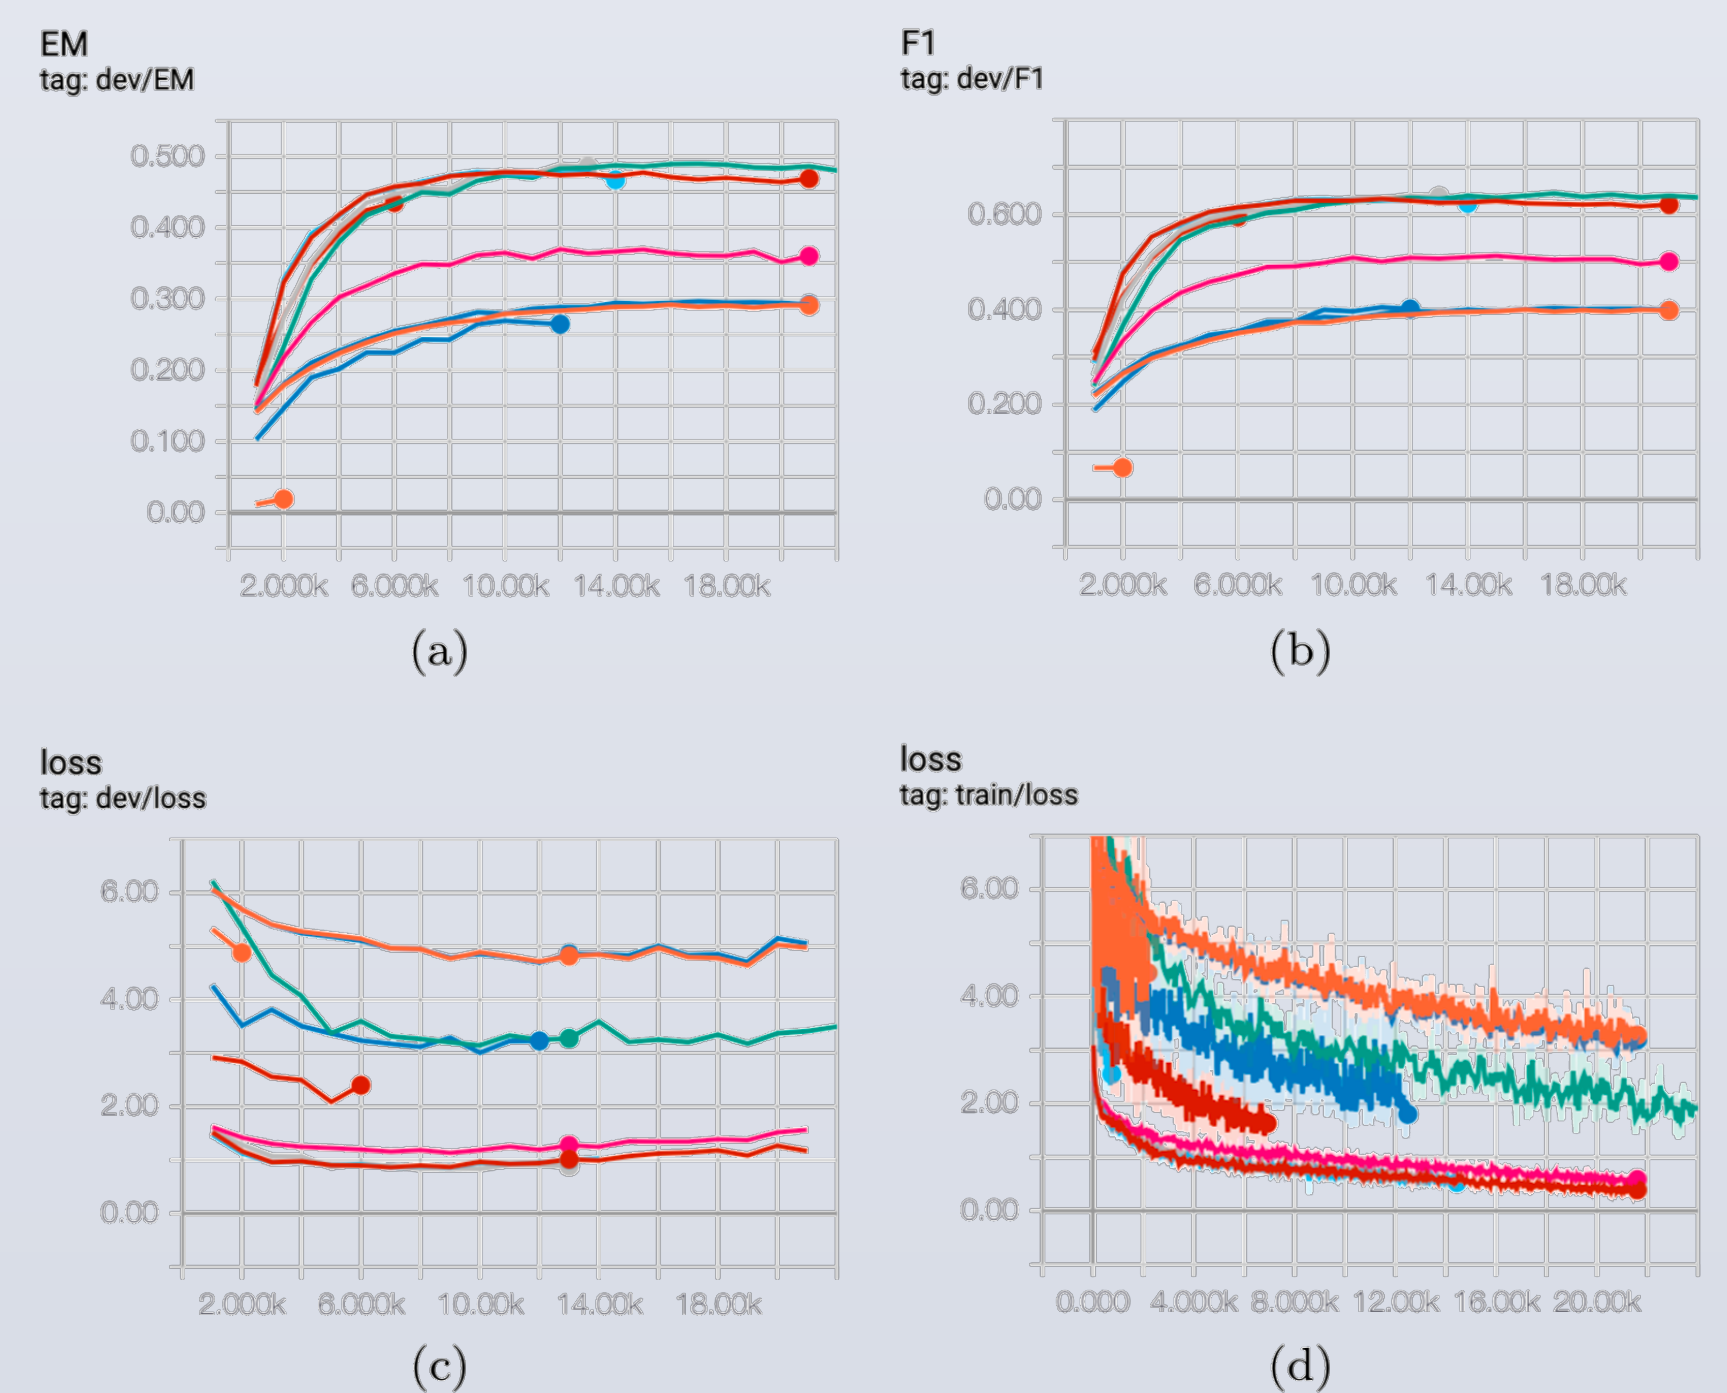 EM
tag: dev/EM
0.500
0.400
0.300
0.200
0.100
0.00
2.000k 6.000k 10.00k 14.00k 18.00k
(a)
F1
tag: dev/F1
0.600
0.400
0.200
0.00
2.000k 6.000k 10.00k 14.00k 18.00k
(b)
loss
tag: dev/loss
6.00
4.00
2.00
0.00
2.000k 6.000k 10.00k 14.00k 18.00k
(c)
loss
tag: train/loss
6.00
4.00
2.00
0.00
0.000 4.000k 8.000k 12.00k 16.00k 20.00k
(d)